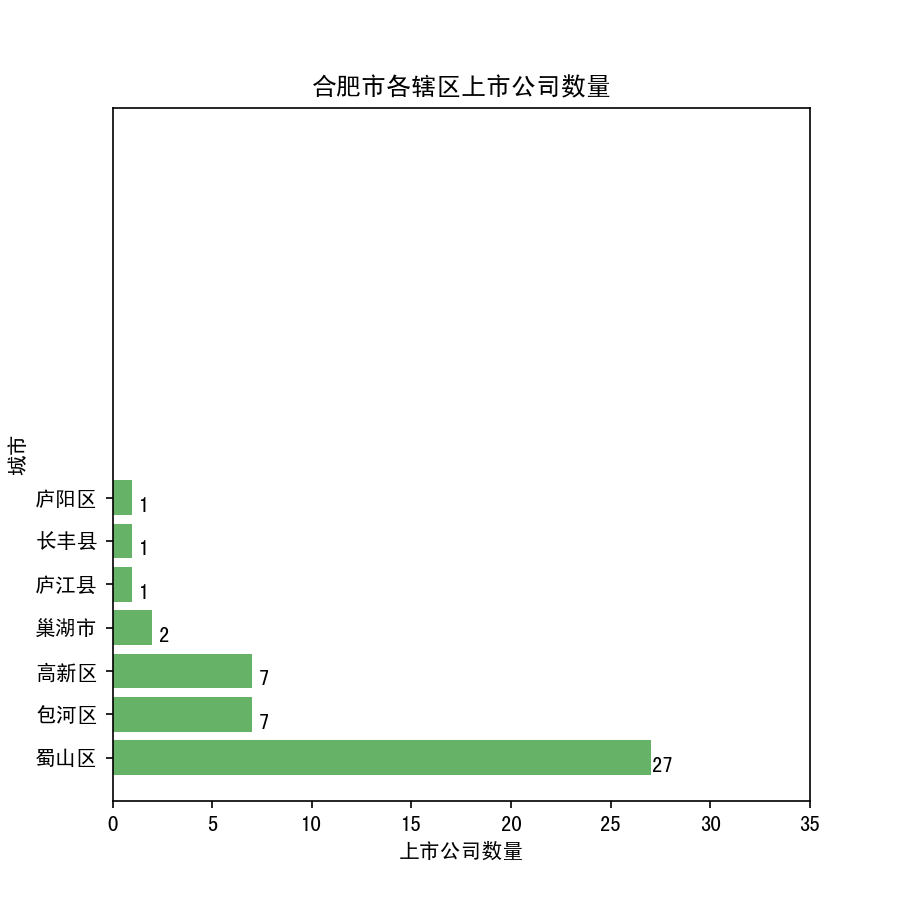 合肥市各辖区上市公司数量
城市
庐阳区 1
长丰县 1
庐江县 1
巢湖市 2
高新区 7
包河区 7
蜀山区 27
0 5 10 15 20 25 30 35
上市公司数量